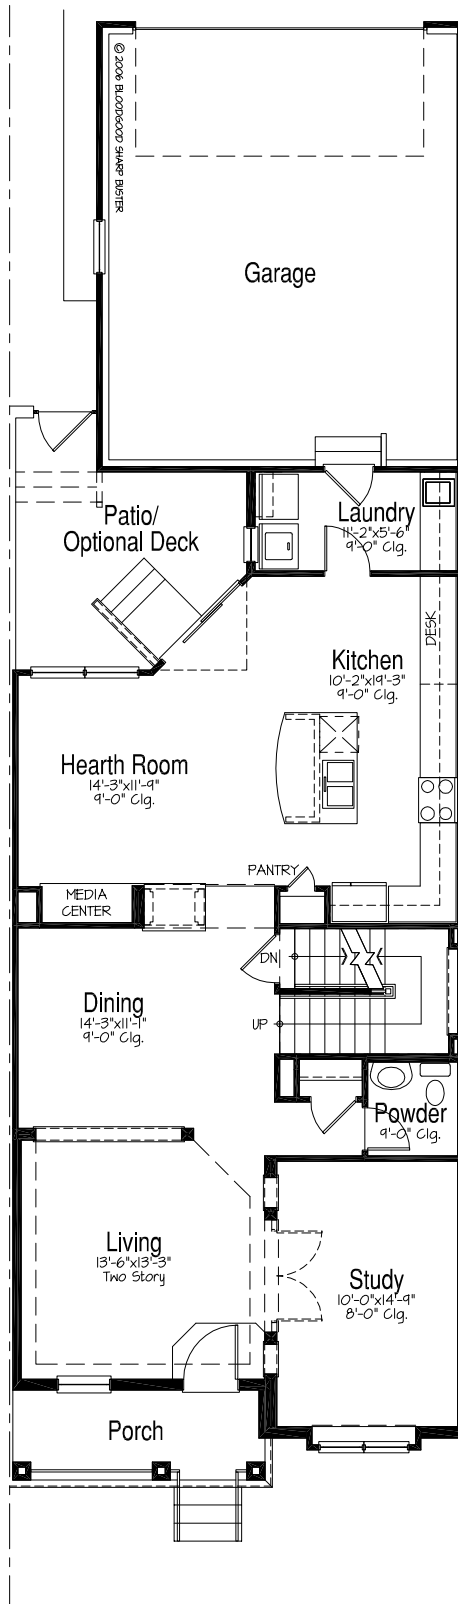 © 2006 BLOODGOOD SHARP BUSTER
Garage
Patio/
Optional Deck
Laundry
11'-2"x5'-6"
9'-0" Clg.
DESK
Kitchen
10'-2"x19'-3"
9'-0" Clg.
Hearth Room
14'-3"x11'-9"
9'-0" Clg.
PANTRY
MEDIA
CENTER
DN
Dining
14'-3"x11'-1"
9'-0" Clg.
UP
Powder
9'-0" Clg.
Living
13'-6"x13'-3"
Two Story
Study
10'-0"x14'-9"
8'-0" Clg.
Porch